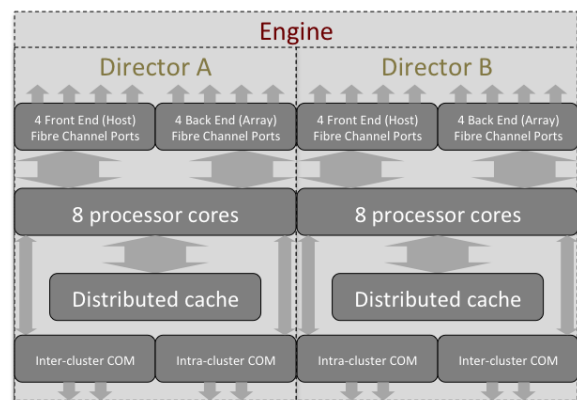 Engine
Director A
Director B
4 Front End (Host)
Fibre Channel Ports
4 Back End (Array)
Fibre Channel Ports
4 Front End (Host)
Fibre Channel Ports
4 Back End (Array)
Fibre Channel Ports
8 processor cores
8 processor cores
Distributed cache
Distributed cache
Inter-cluster COM
Intra-cluster COM
Intra-cluster COM
Inter-cluster COM